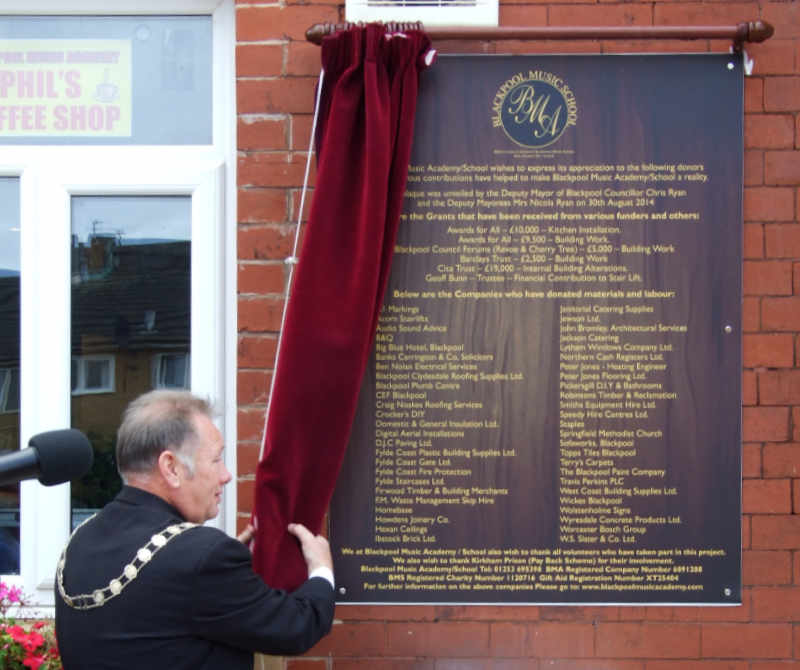 PHIL'S
COFFEE SHOP
BLACKPOOL MUSIC SCHOOL
BMA
Music Academy/School wishes to express its appreciation to the following donors
contributions have helped to make Blackpool Music Academy/School a reality.
plaque was unveiled by the Deputy Mayor of Blackpool Councillor Chris Ryan
and the Deputy Mayoress Mrs Nicola Ryan on 30th August 2014
are the Grants that have been received from various funders and others:
Awards for All – £10,000 – Kitchen Installation.
Awards for All – £9,500 – Building Work.
Blackpool Council Forums (Revoe & Cherry Tree) – £5,000 – Building Work
Barclays Trust – £2,500 – Building Work
Cita Trust – £19,000 – Internal Building Alterations.
Geoff Bunn – Trustee – Financial Contribution to Stair Lift.
Below are the Companies who have donated materials and labour:
Markings
Acorn Stairlifts
Audio Sound Advice
B&Q
Big Blue Hotel, Blackpool
Banks Carrington & Co, Solicitors
Ben Nolan Electrical Services
Blackpool Clydesdale Roofing Supplies Ltd.
Blackpool Plumb Centre
CEF Blackpool
Craig Noakes Roofing Services
Crocker's DIY
Domestic & General Insulation Ltd.
Digital Aerial Installations
D.J.C Paving Ltd.
Fylde Coast Plastic Building Supplies Ltd.
Fylde Coast Gate Ltd.
Fylde Coast Fire Protection
Fylde Staircases Ltd.
Firwood Timber & Building Merchants
F.M. Waste Management Skip Hire
Homebase
Howdens Joinery Co.
Hexan Ceilings
Ibstock Brick Ltd.
Janitorial Catering Supplies
Jewson Ltd.
John Bromley, Architectural Services
Jackson Catering
Lytham Windows Company Ltd.
Northern Cash Registers Ltd.
Peter Jones - Heating Engineer
Peter Jones Flooring Ltd.
Pickersgill D.I.Y & Bathrooms
Robinsons Timber & Reclamation
Smiths Equipment Hire Ltd.
Speedy Hire Centres Ltd.
Staples
Springfield Methodist Church
Sofaworks, Blackpool
Topps Tiles Blackpool
Terry's Carpets
The Blackpool Paint Company
Travis Perkins PLC
West Coast Building Supplies Ltd.
Wickes Blackpool
Wolstenholme Signs
Wyresdale Concrete Products Ltd.
Worcester Bosch Group
W.S. Slater & Co. Ltd.
We at Blackpool Music Academy / School also wish to thank all volunteers who have taken part in this project.
We also wish to thank Kirkham Prison (Pay Back Scheme) for their involvement.
Blackpool Music Academy/School Tel: 01253 695398 BMA Registered Company Number 6091208
BMS Registered Charity Number 1120716 Gift Aid Registration Number XT25404
For further information on the above companies Please go to: www.blackpoolmusicacademy.com